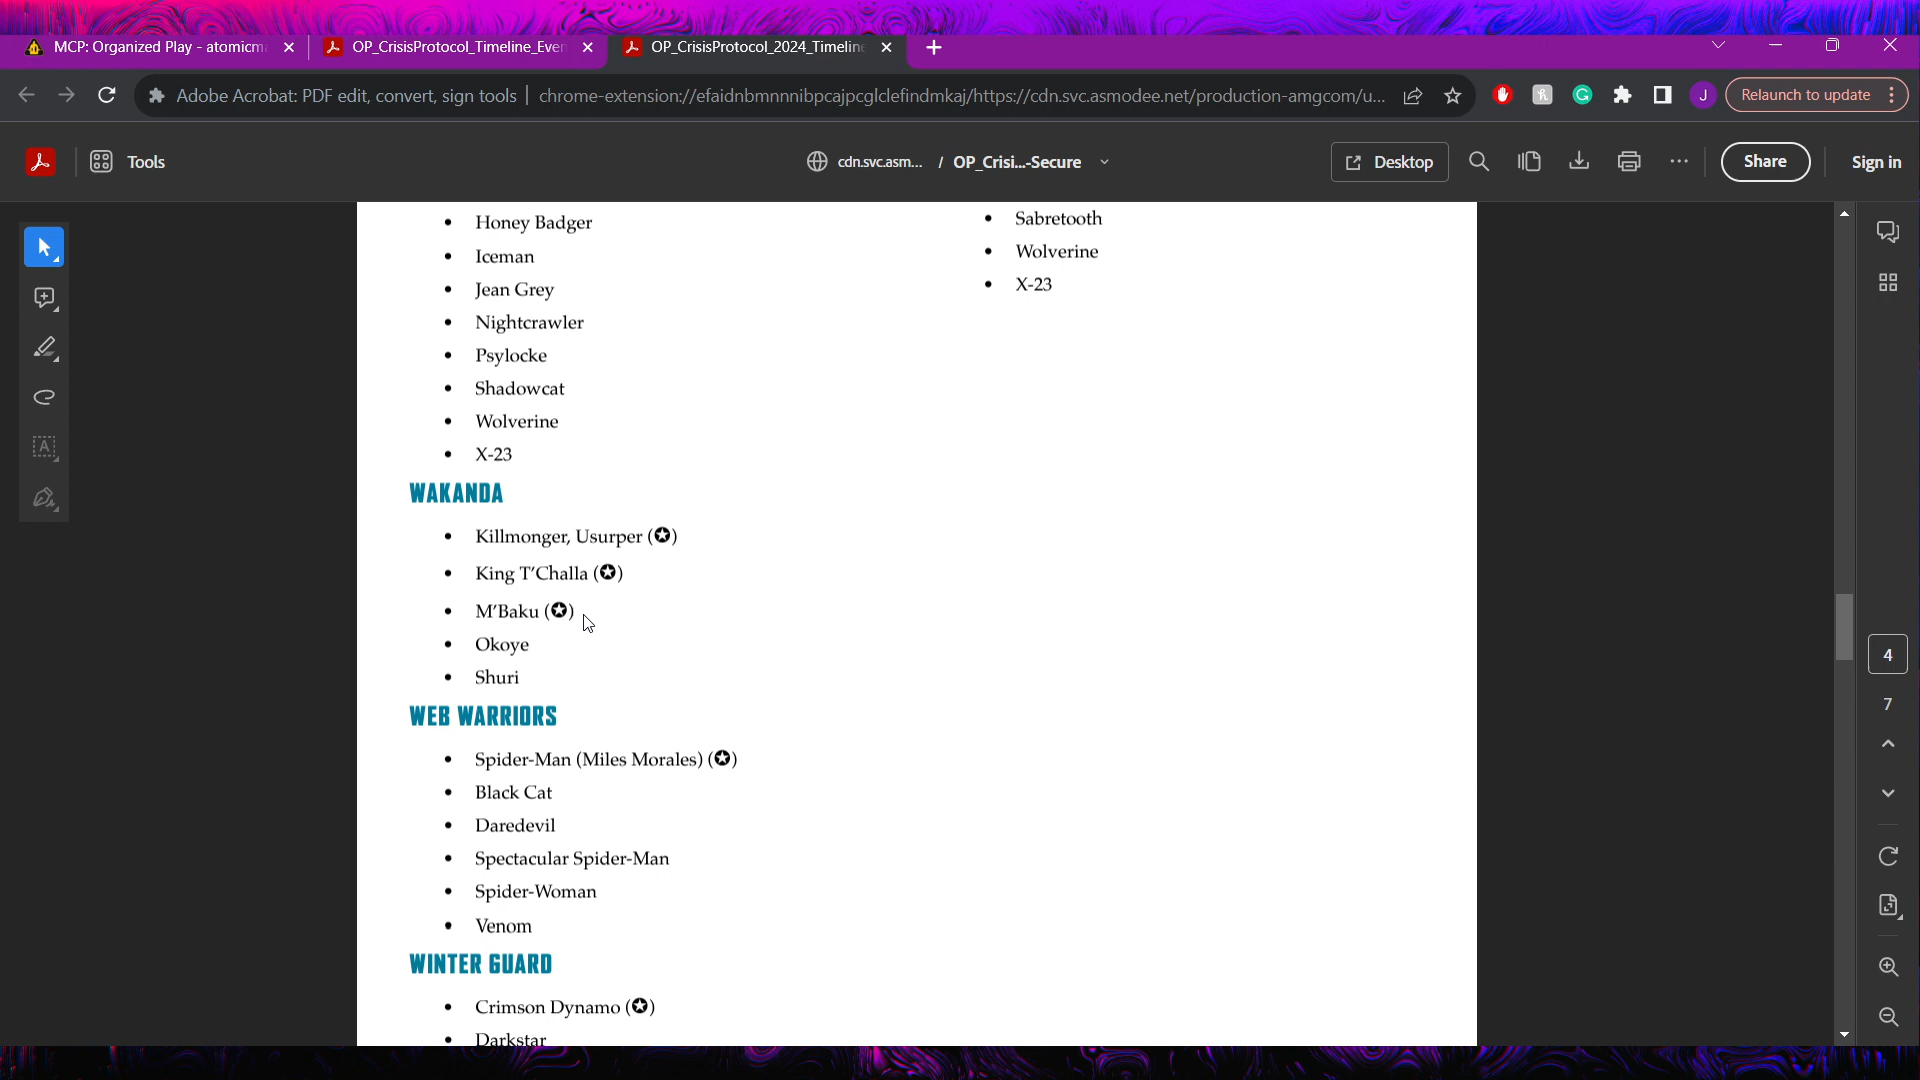 MCP: Organized Play - atomicm
OP_CrisisProtocol_Timeline_Even
OP_CrisisProtocol_2024_Timeline
Adobe Acrobat: PDF edit, convert, sign tools
chrome-extension://efaidnbmnnnibpcajpcglclefindmkaj/https://cdn.svc.asmodee.net/production-amgcom/u...
J
Relaunch to update
Tools
cdn.svc.asm... / OP_Crisi...-Secure
Desktop
Share
Sign in
• Honey Badger
• Iceman
• Jean Grey
• Nightcrawler
• Psylocke
• Shadowcat
• Wolverine
• X-23
WAKANDA
• Killmonger, Usurper (✪)
• King T'Challa (✪)
• M'Baku (✪)
• Okoye
• Shuri
WEB WARRIORS
• Spider-Man (Miles Morales) (✪)
• Black Cat
• Daredevil
• Spectacular Spider-Man
• Spider-Woman
• Venom
WINTER GUARD
• Crimson Dynamo (✪)
• Darkstar
• Sabretooth
• Wolverine
• X-23
4
7